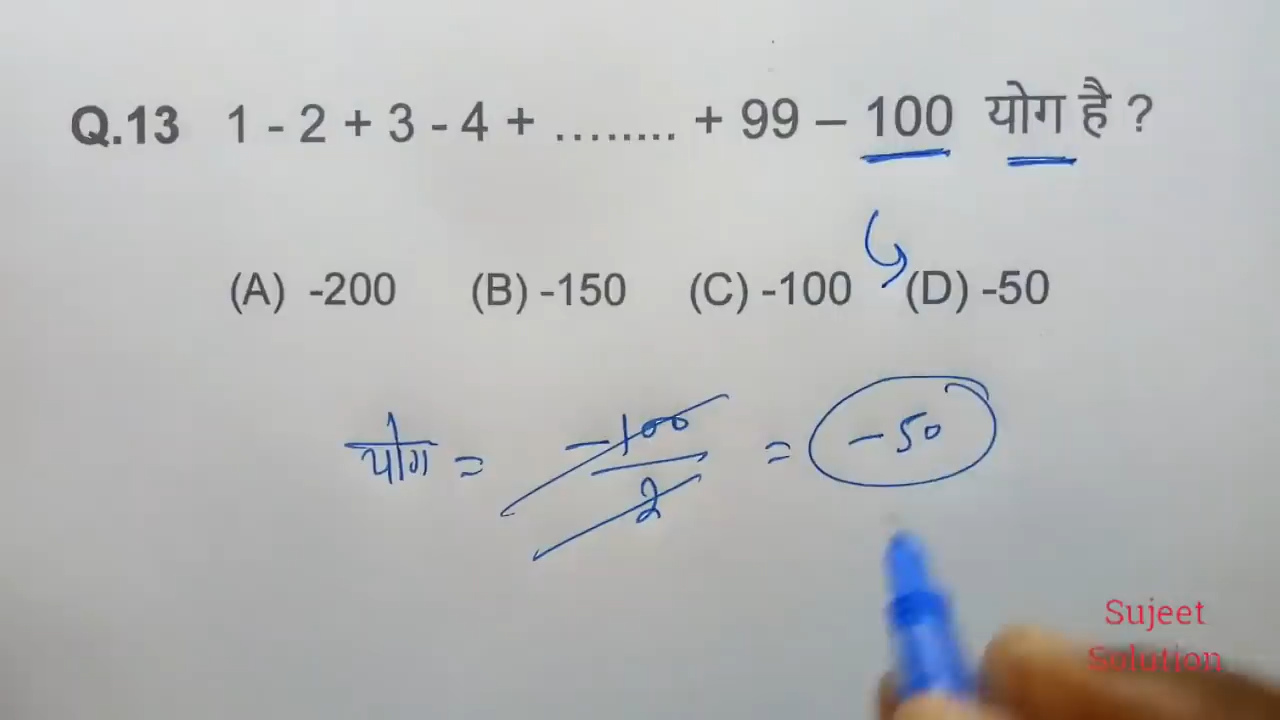 Q.13 1 - 2 + 3 - 4 + ........ + 99 – 100 योग है ?
(A) -200 (B) -150 (C) -100 (D) -50
योग = -100/2 = -50
Sujeet
Solution